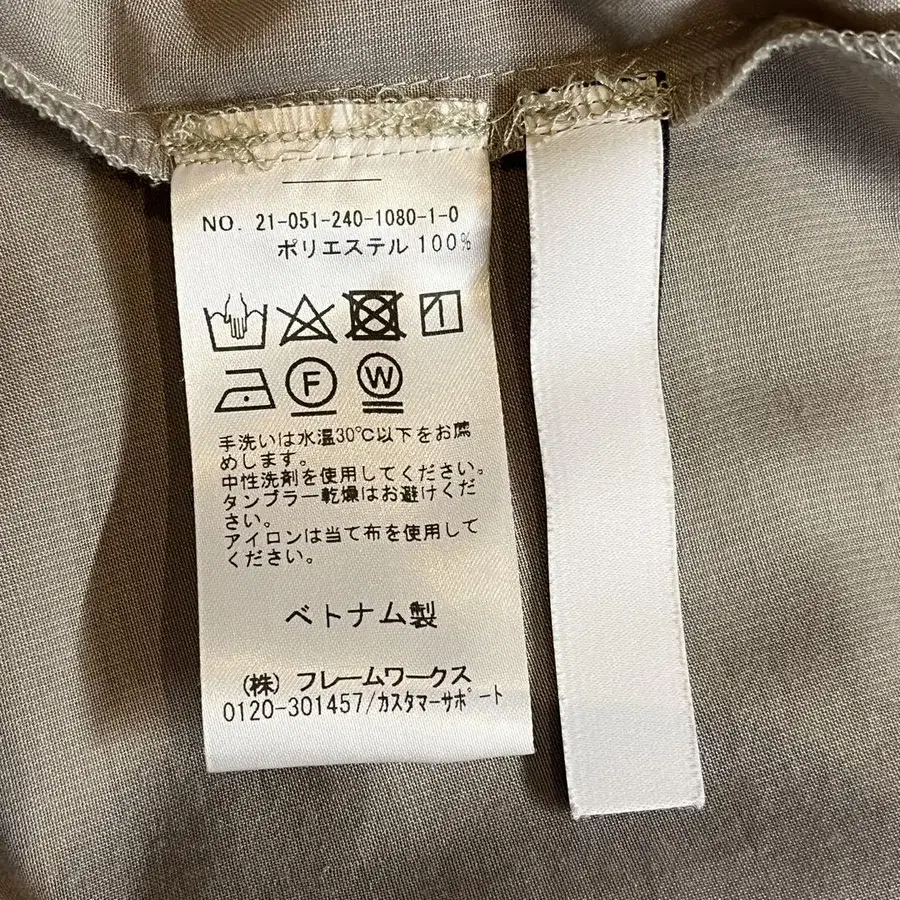 NO. 21-051-240-1080-1-0
ポリエステル 100%
F
W
手洗いは水温30℃以下をお薦
めします。
中性洗剤を使用してください。
タンブラー乾燥はお避けくだ
さい。
アイロンは当て布を使用して
ください。
ベトナム製
(株) フレームワークス
0120-301457/ｶｽﾀﾏｰｻﾎﾟｰﾄ